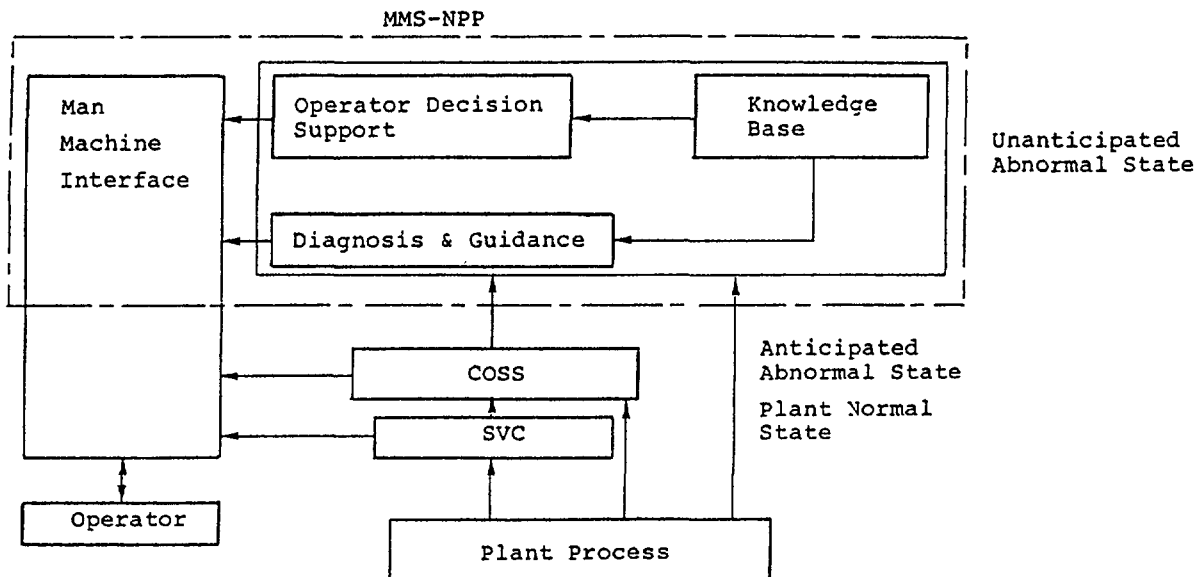 MMS-NPP
Man
Machine
Interface
Operator Decision
Support
Knowledge
Base
Unanticipated
Abnormal State
Diagnosis & Guidance
COSS
Anticipated
Abnormal State
Plant Normal
State
SVC
Operator
Plant Process